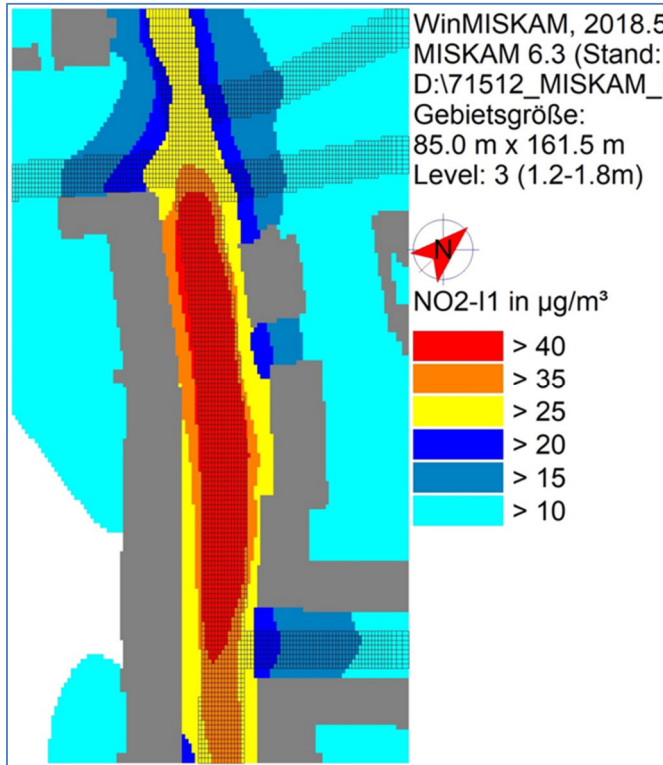 WinMISKAM, 2018.5
MISKAM 6.3 (Stand:
D:\71512_MISKAM_
Gebietsgröße:
85.0 m x 161.5 m
Level: 3 (1.2-1.8m)
N
NO2-I1 in µg/m³
> 40
> 35
> 25
> 20
> 15
> 10